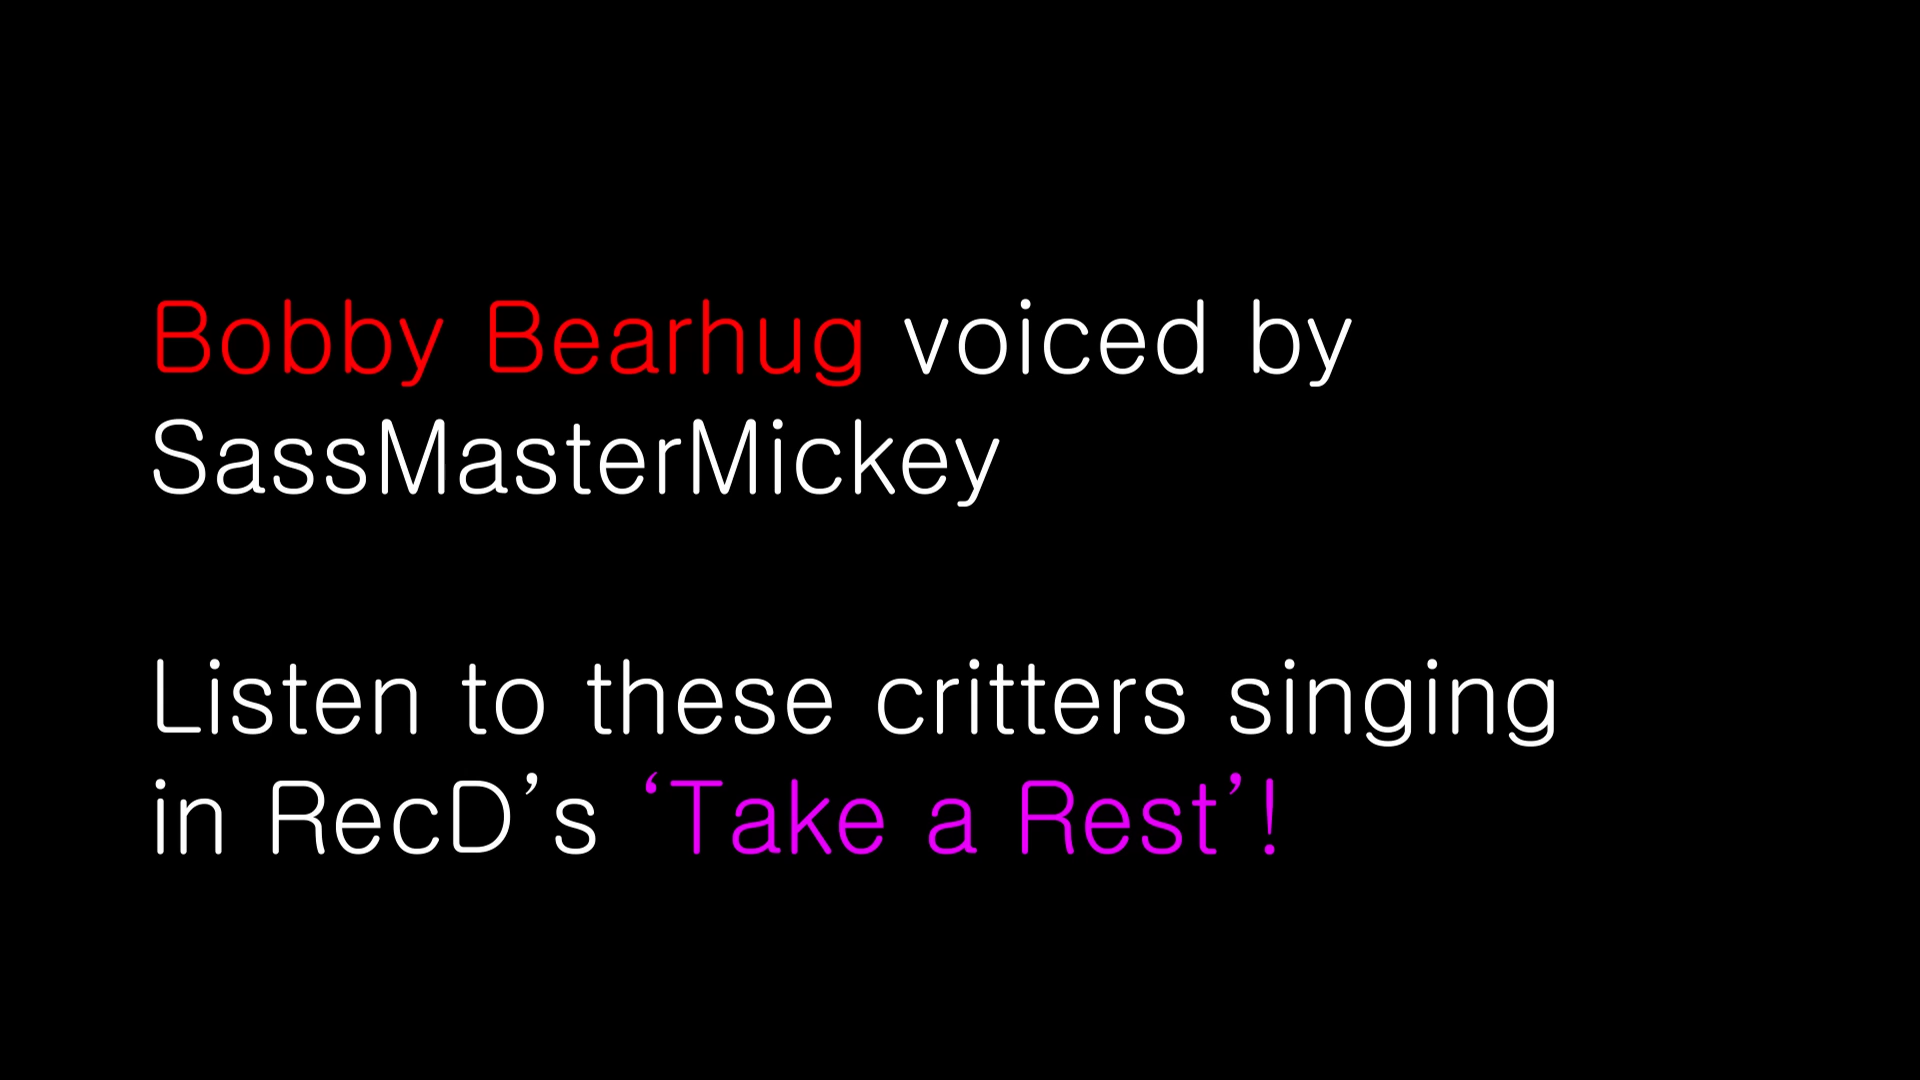 Bobby Bearhug voiced by
SassMasterMickey
Listen to these critters singing
in RecD’s ‘Take a Rest’!